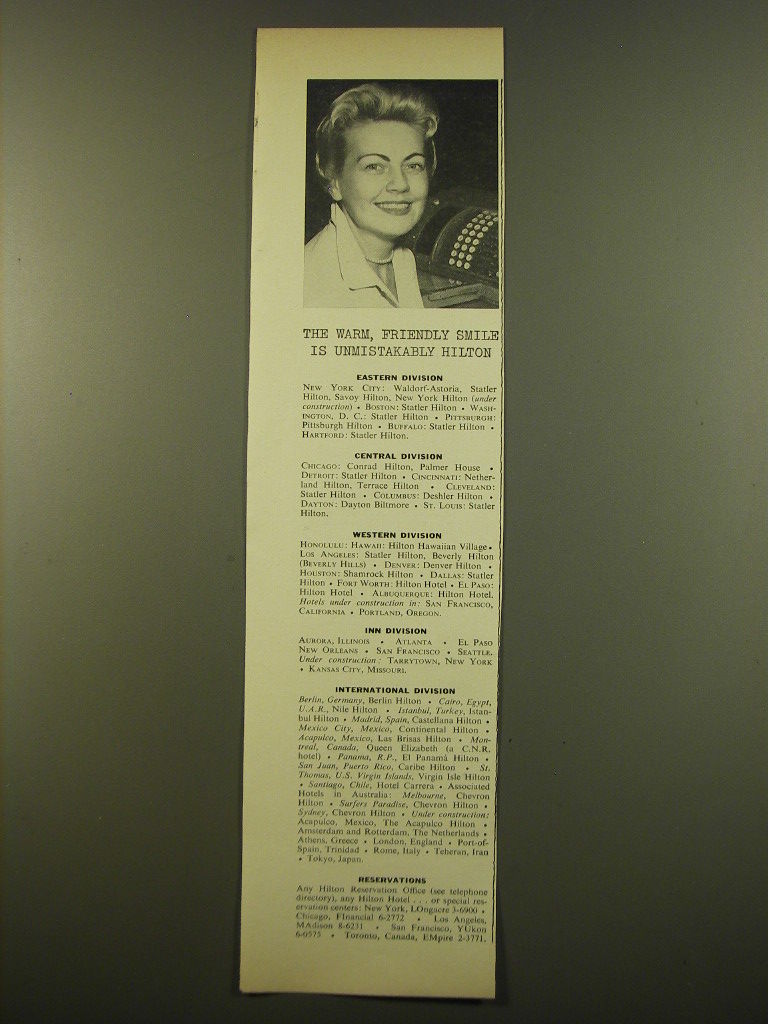 THE WARM, FRIENDLY SMILE
IS UNMISTAKABLY HILTON
EASTERN DIVISION
NEW YORK CITY: Waldorf-Astoria, Statler
Hilton, Savoy Hilton, New York Hilton (under
construction) • BOSTON: Statler Hilton • WASH-
INGTON, D. C.: Statler Hilton • PITTSBURGH:
Pittsburgh Hilton • BUFFALO: Statler Hilton •
HARTFORD: Statler Hilton.
CENTRAL DIVISION
CHICAGO: Conrad Hilton, Palmer House •
DETROIT: Statler Hilton • CINCINNATI: Nether-
land Hilton, Terrace Hilton • CLEVELAND:
Statler Hilton • COLUMBUS: Deshler Hilton •
DAYTON: Dayton Biltmore • ST. LOUIS: Statler
Hilton.
WESTERN DIVISION
HONOLULU: HAWAII: Hilton Hawaiian Village •
LOS ANGELES: Statler Hilton, Beverly Hilton
(BEVERLY HILLS) • DENVER: Denver Hilton •
HOUSTON: Shamrock Hilton • DALLAS: Statler
Hilton • FORT WORTH: Hilton Hotel • EL PASO:
Hilton Hotel • ALBUQUERQUE: Hilton Hotel.
Hotels under construction in: SAN FRANCISCO,
CALIFORNIA • PORTLAND, OREGON.
INN DIVISION
AURORA, ILLINOIS • ATLANTA • EL PASO
NEW ORLEANS • SAN FRANCISCO • SEATTLE.
Under construction: TARRYTOWN, NEW YORK
• KANSAS CITY, MISSOURI.
INTERNATIONAL DIVISION
Berlin, Germany, Berlin Hilton • Cairo, Egypt,
U.A.R., Nile Hilton • Istanbul, Turkey, Istan-
bul Hilton • Madrid, Spain, Castellana Hilton •
Mexico City, Mexico, Continental Hilton •
Acapulco, Mexico, Las Brisas Hilton • Mon-
treal, Canada, Queen Elizabeth (a C.N.R.
hotel) • Panama, R.P., El Panamá Hilton •
San Juan, Puerto Rico, Caribe Hilton • St.
Thomas, U.S. Virgin Islands, Virgin Isle Hilton
• Santiago, Chile, Hotel Carrera • Associated
Hotels in Australia: Melbourne, Chevron
Hilton • Surfers Paradise, Chevron Hilton •
Sydney, Chevron Hilton • Under construction:
Acapulco, Mexico, The Acapulco Hilton •
Amsterdam and Rotterdam, The Netherlands •
Athens, Greece • London, England • Port-of-
Spain, Trinidad • Rome, Italy • Teheran, Iran
• Tokyo, Japan.
RESERVATIONS
Any Hilton Reservation Office (see telephone
directory), any Hilton Hotel . . . or special res-
ervation centers: New York, LOngacre 3-6900 •
Chicago, FInancial 6-2772 • Los Angeles,
MAdison 8-6231 • San Francisco, YUkon
6-0575 • Toronto, Canada, EMpire 2-3771.